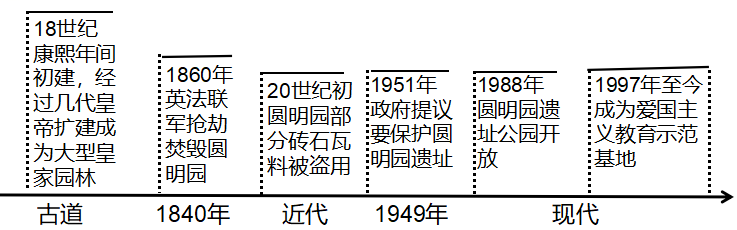 18世纪
康熙年间
初建，经
过几代皇
帝扩建成
为大型皇
家园林
1860年
英法联
军抢劫
焚毁圆
明园
20世纪初
圆明园部
分砖石瓦
料被盗用
1951年
政府提议
要保护圆
明园遗址
1988年
圆明园遗
址公园开
放
1997年至今
成为爱国主
义教育示范
基地
古道
1840年
近代
1949年
现代